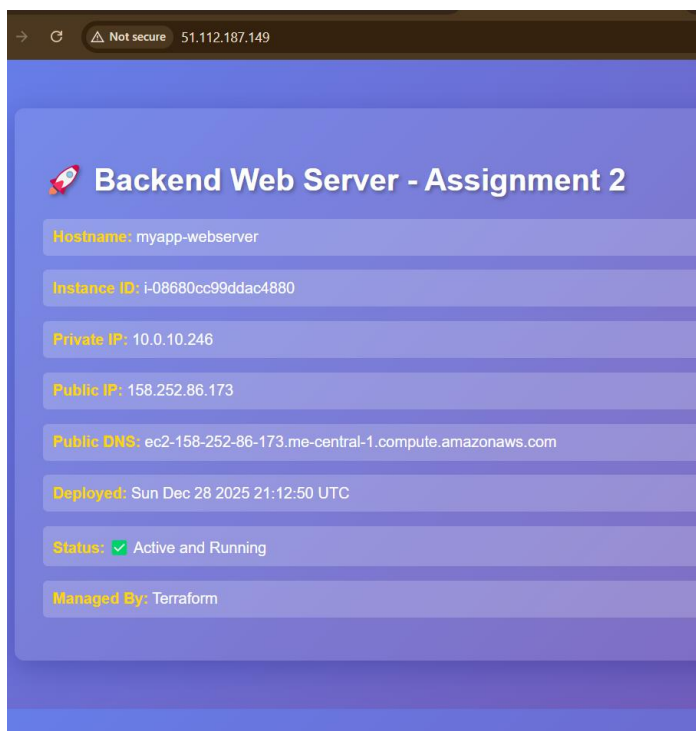 Not secure 51.112.187.149
🚀 Backend Web Server - Assignment 2
Hostname: myapp-webserver
Instance ID: i-08680cc99ddac4880
Private IP: 10.0.10.246
Public IP: 158.252.86.173
Public DNS: ec2-158-252-86-173.me-central-1.compute.amazonaws.com
Deployed: Sun Dec 28 2025 21:12:50 UTC
Status: ✅ Active and Running
Managed By: Terraform